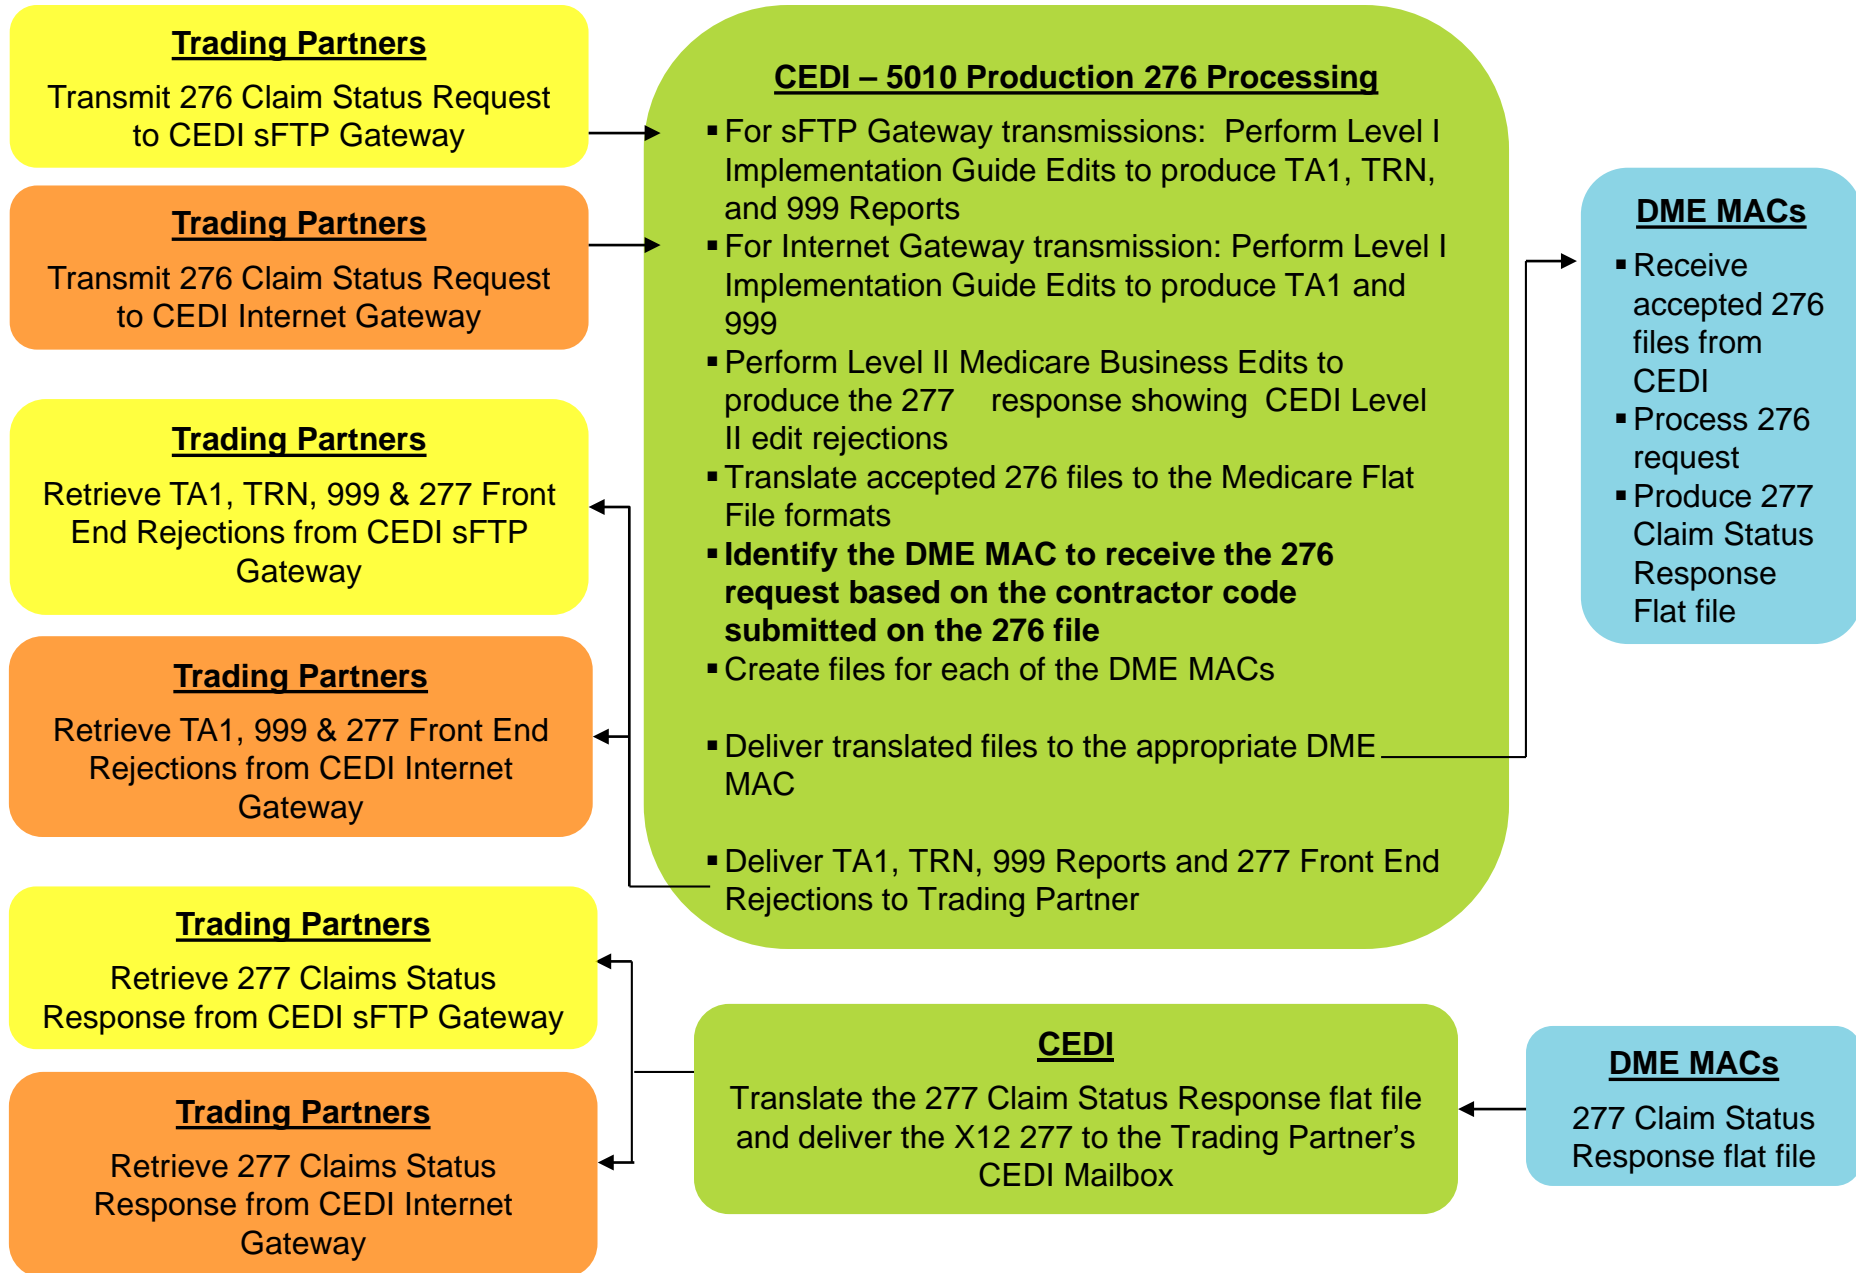 Trading Partners
Transmit 276 Claim Status Request
to CEDI sFTP Gateway
Trading Partners
Transmit 276 Claim Status Request
to CEDI Internet Gateway
Trading Partners
Retrieve TA1, TRN, 999 & 277 Front
End Rejections from CEDI sFTP
Gateway
Trading Partners
Retrieve TA1, 999 & 277 Front End
Rejections from CEDI Internet
Gateway
Trading Partners
Retrieve 277 Claims Status
Response from CEDI sFTP Gateway
Trading Partners
Retrieve 277 Claims Status
Response from CEDI Internet
Gateway
CEDI – 5010 Production 276 Processing
▪ For sFTP Gateway transmissions: Perform Level I
Implementation Guide Edits to produce TA1, TRN,
and 999 Reports
▪ For Internet Gateway transmission: Perform Level I
Implementation Guide Edits to produce TA1 and
999
▪ Perform Level II Medicare Business Edits to
produce the 277 response showing CEDI Level
II edit rejections
▪ Translate accepted 276 files to the Medicare Flat
File formats
▪ Identify the DME MAC to receive the 276
request based on the contractor code
submitted on the 276 file
▪ Create files for each of the DME MACs
▪ Deliver translated files to the appropriate DME
MAC
▪ Deliver TA1, TRN, 999 Reports and 277 Front End
Rejections to Trading Partner
DME MACs
▪ Receive
accepted 276
files from
CEDI
▪ Process 276
request
▪ Produce 277
Claim Status
Response
Flat file
CEDI
Translate the 277 Claim Status Response flat file
and deliver the X12 277 to the Trading Partner’s
CEDI Mailbox
DME MACs
277 Claim Status
Response flat file